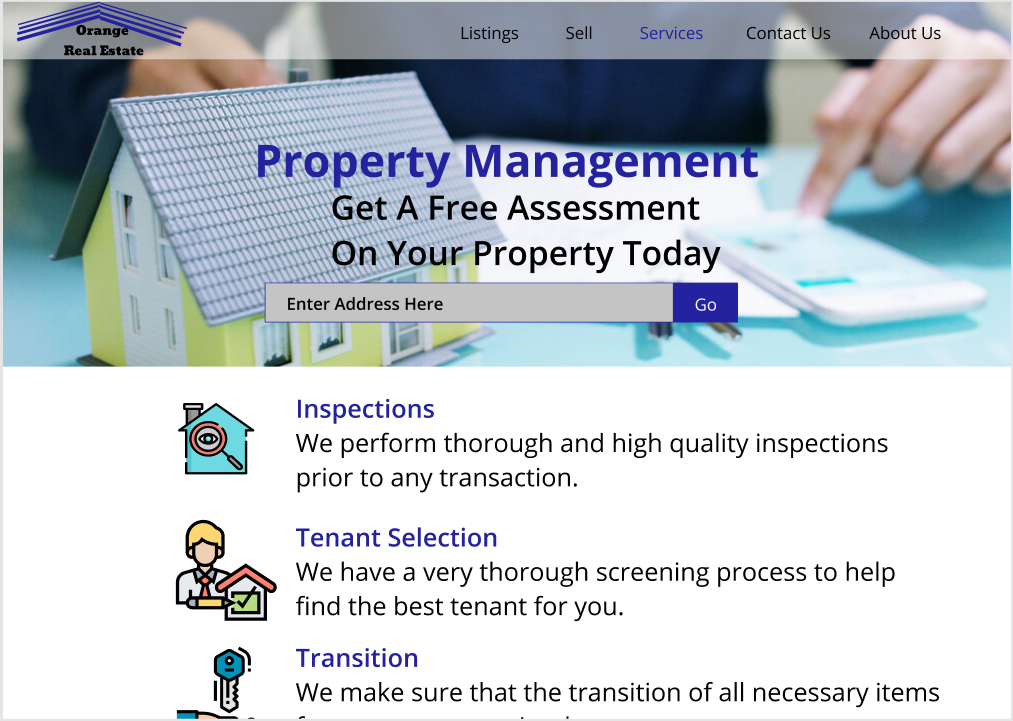 Orange
Real Estate
Listings Sell Services Contact Us About Us
Property Management
Get A Free Assessment
On Your Property Today
Enter Address Here Go
Inspections
We perform thorough and high quality inspections
prior to any transaction.
Tenant Selection
We have a very thorough screening process to help
find the best tenant for you.
Transition
We make sure that the transition of all necessary items